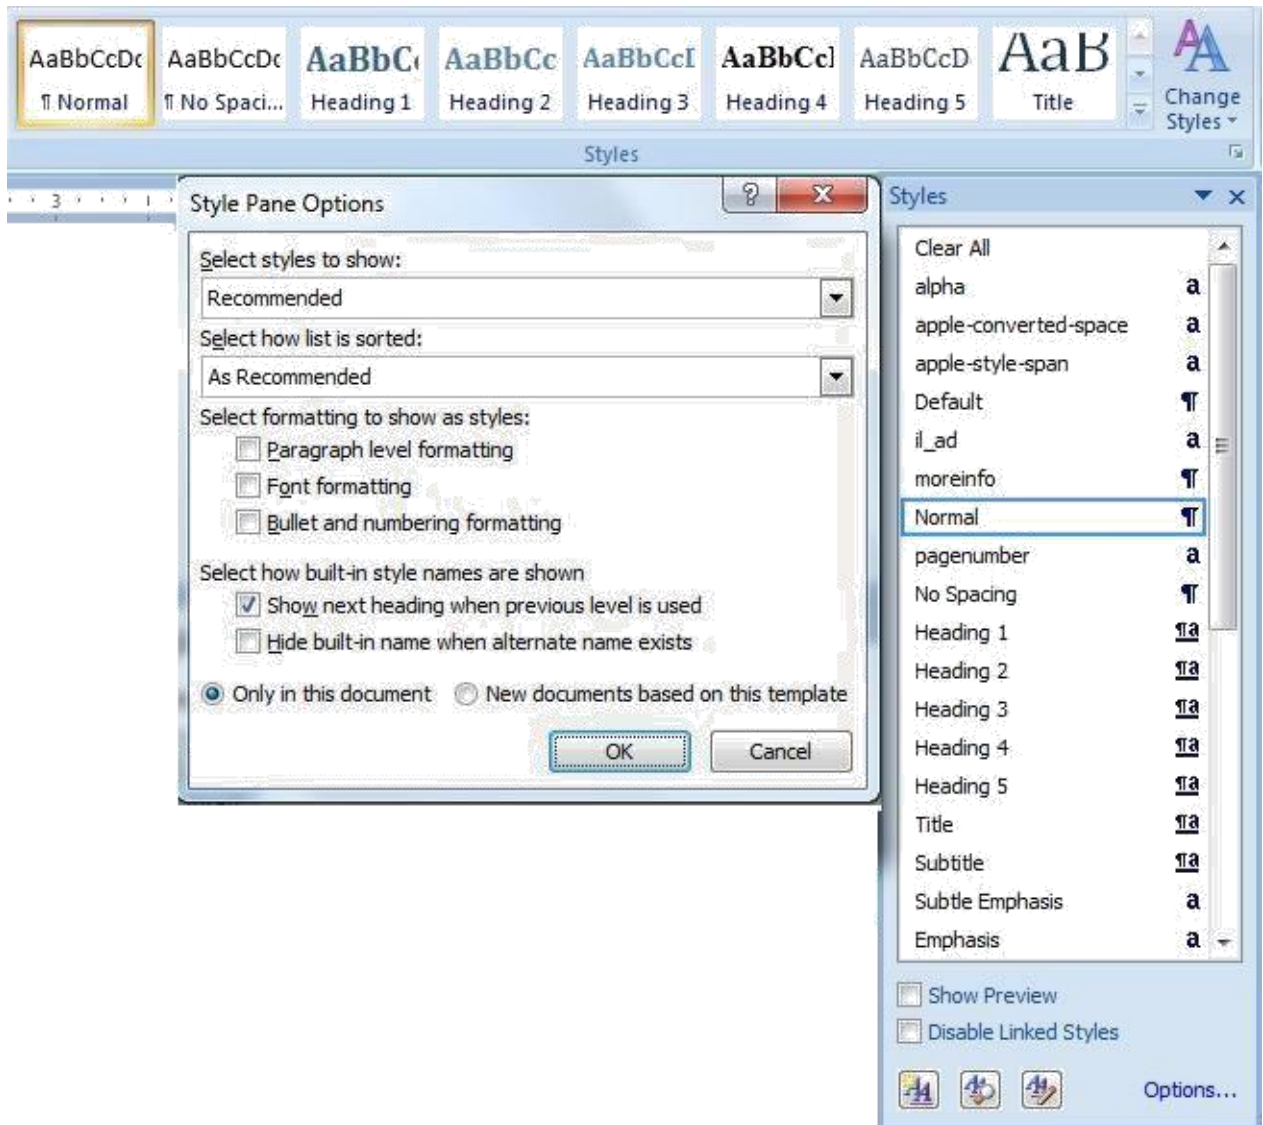 AaBbCcDc AaBbCcDc AaBbC AaBbCc AaBbCcI AaBbCcI AaBbCcD AaB
¶ Normal ¶ No Spaci... Heading 1 Heading 2 Heading 3 Heading 4 Heading 5 Title Change Styles
Styles
3
Style Pane Options
Select styles to show:
Recommended
Select how list is sorted:
As Recommended
Select formatting to show as styles:
Paragraph level formatting
Font formatting
Bullet and numbering formatting
Select how built-in style names are shown
Show next heading when previous level is used
Hide built-in name when alternate name exists
Only in this document New documents based on this template
OK Cancel
Styles
Clear All
alpha a
apple-converted-space a
apple-style-span a
Default ¶
il_ad a
moreinfo ¶
Normal ¶
pagenumber a
No Spacing ¶
Heading 1 ¶a
Heading 2 ¶a
Heading 3 ¶a
Heading 4 ¶a
Heading 5 ¶a
Title ¶a
Subtitle ¶a
Subtle Emphasis a
Emphasis a
Show Preview
Disable Linked Styles
Options...